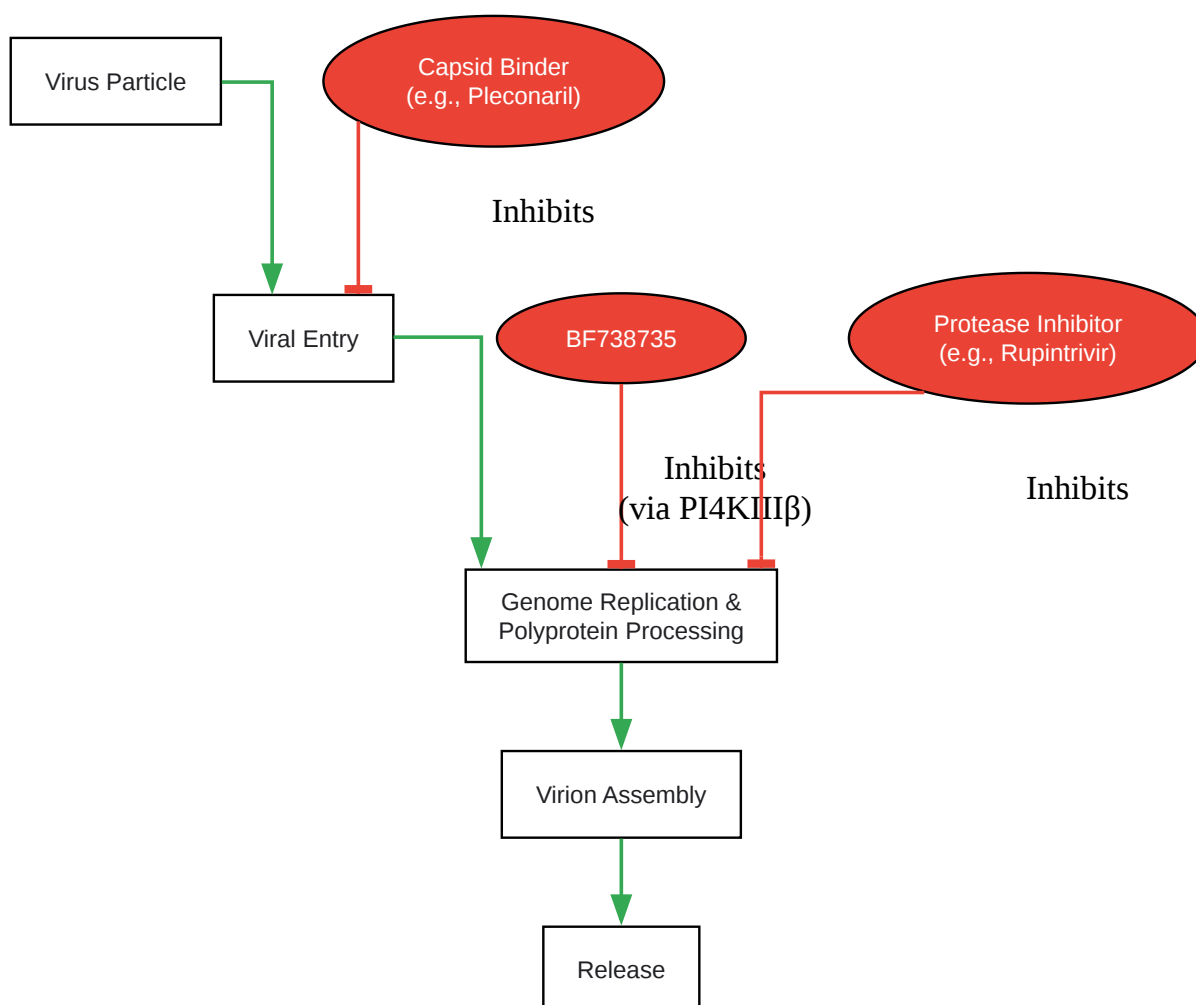 Virus Particle
Capsid Binder
(e.g., Pleconaril)
Inhibits
Viral Entry
BF738735
Protease Inhibitor
(e.g., Rupintrivir)
Inhibits
(via PI4KIIIβ)
Inhibits
Genome Replication &
Polyprotein Processing
Virion Assembly
Release